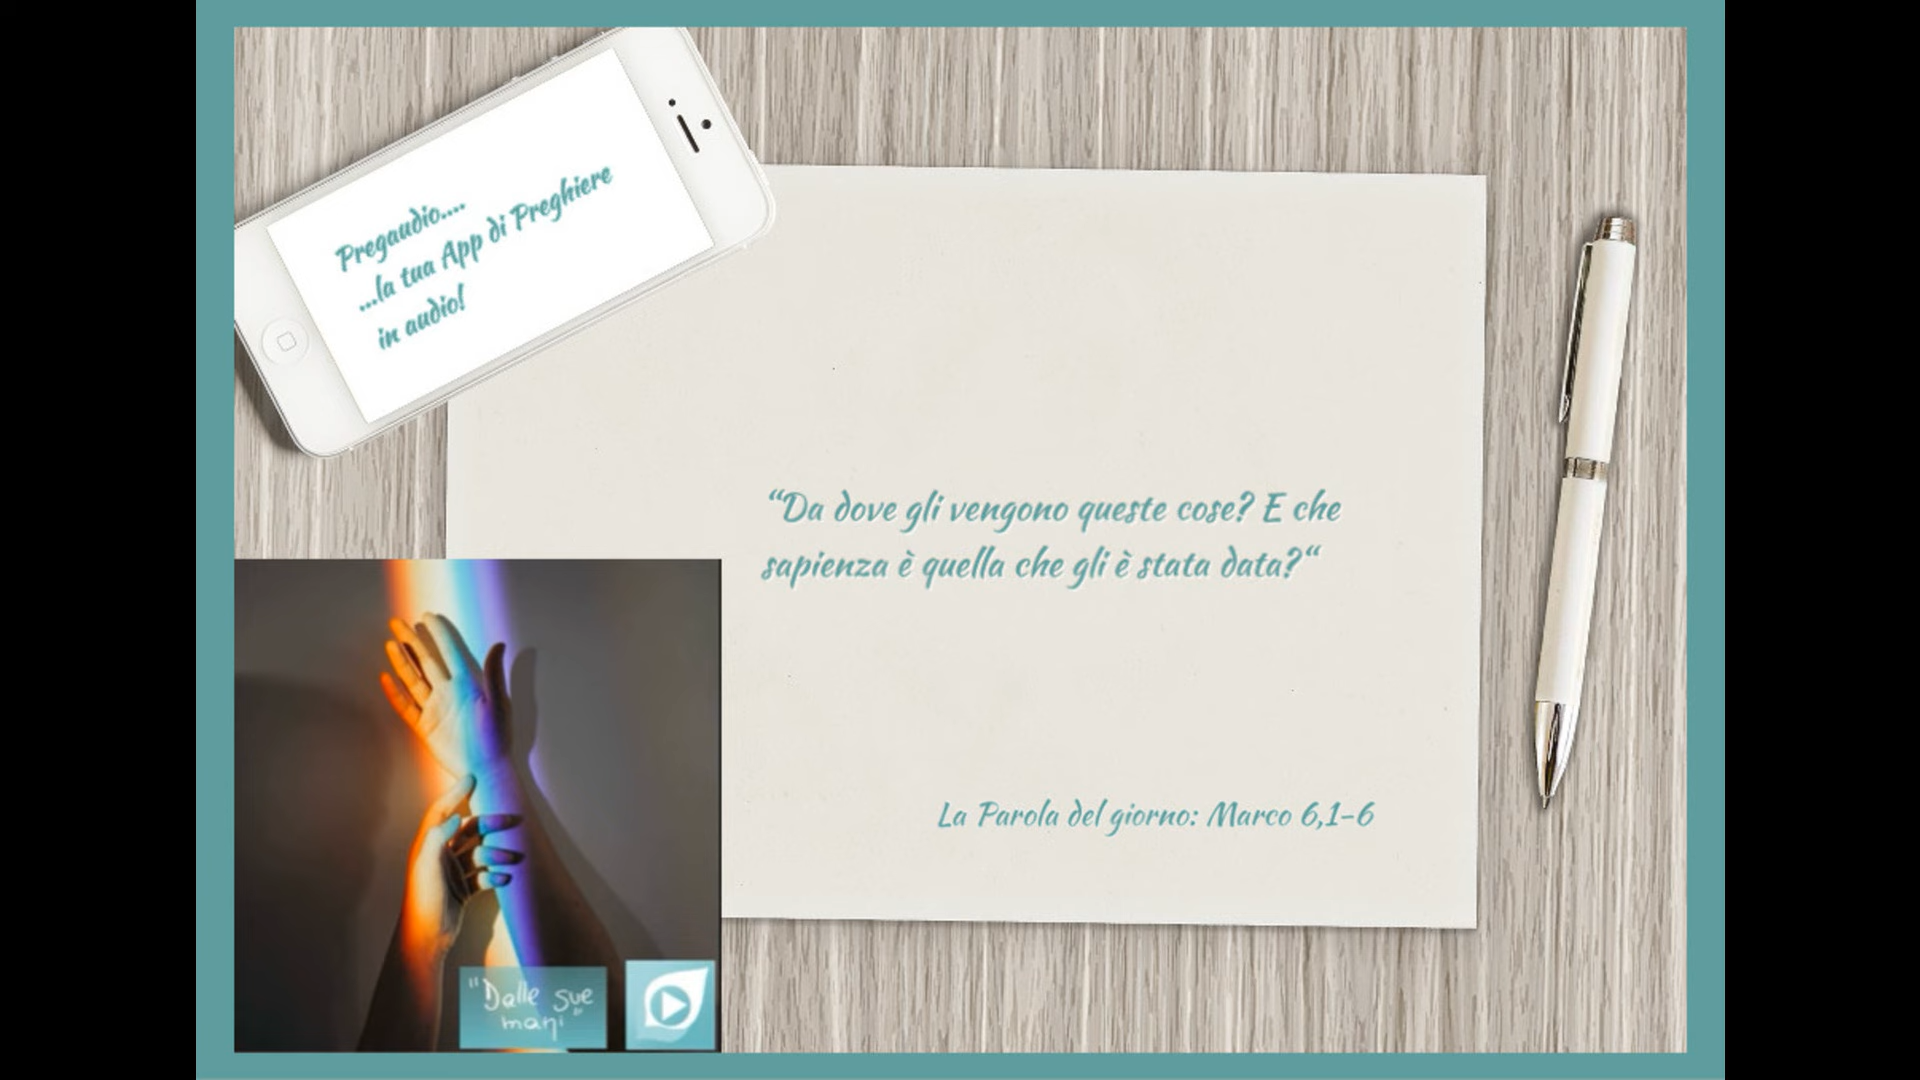 Pregaudio....
...la tua App di Preghiere
in audio!
“Da dove gli vengono queste cose? E che
sapienza è quella che gli è stata data?“
La Parola del giorno: Marco 6,1-6
"Dalle sue
mani"